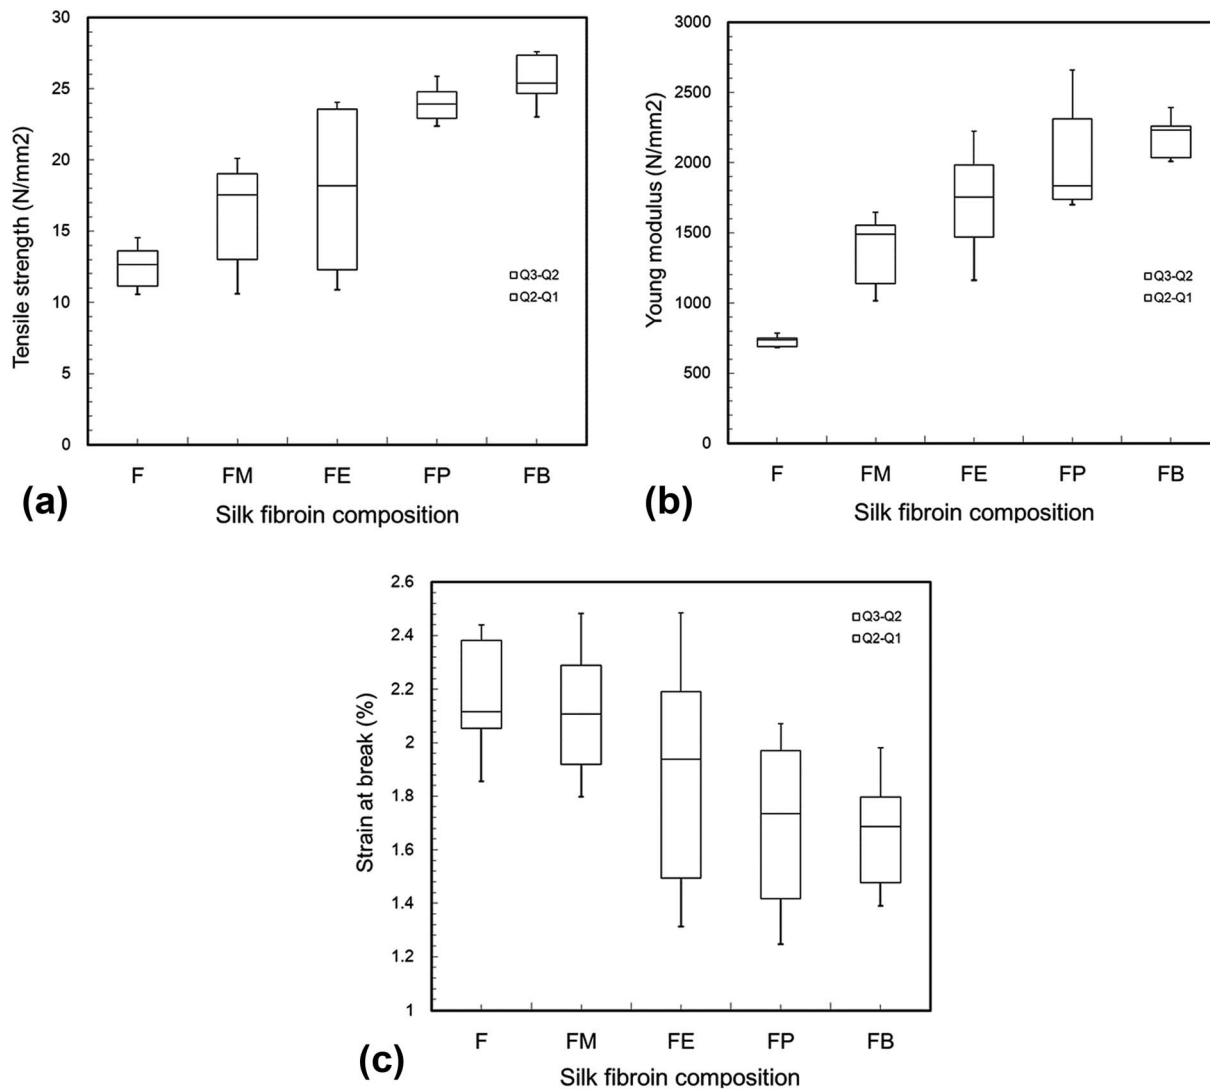 30
25
20
15
10
5
0
Tensile strength (N/mm2)
Q3-Q2
Q2-Q1
F FM FE FP FB
Silk fibroin composition
(a)
3000
2500
2000
1500
1000
500
0
Young modulus (N/mm2)
Q3-Q2
Q2-Q1
F FM FE FP FB
Silk fibroin composition
(b)
2.6
2.4
2.2
2
1.8
1.6
1.4
1.2
1
Strain at break (%)
Q3-Q2
Q2-Q1
F FM FE FP FB
Silk fibroin composition
(c)